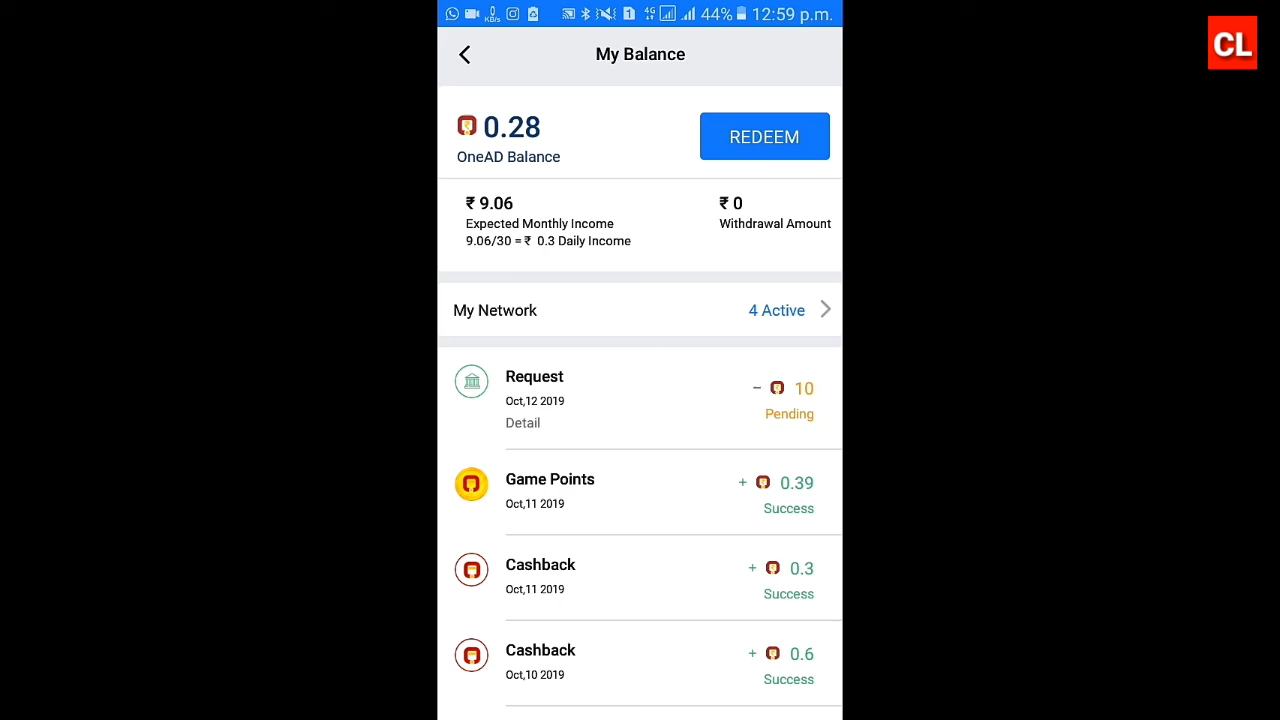 KB/s 1 4G 44% 12:59 p.m.
CL
My Balance
0.28
REDEEM
OneAD Balance
₹ 9.06
₹ 0
Expected Monthly Income
Withdrawal Amount
9.06/30 = ₹ 0.3 Daily Income
My Network
4 Active
Request
Oct,12 2019
Detail
− 10
Pending
Game Points
Oct,11 2019
+ 0.39
Success
Cashback
Oct,11 2019
+ 0.3
Success
Cashback
Oct,10 2019
+ 0.6
Success